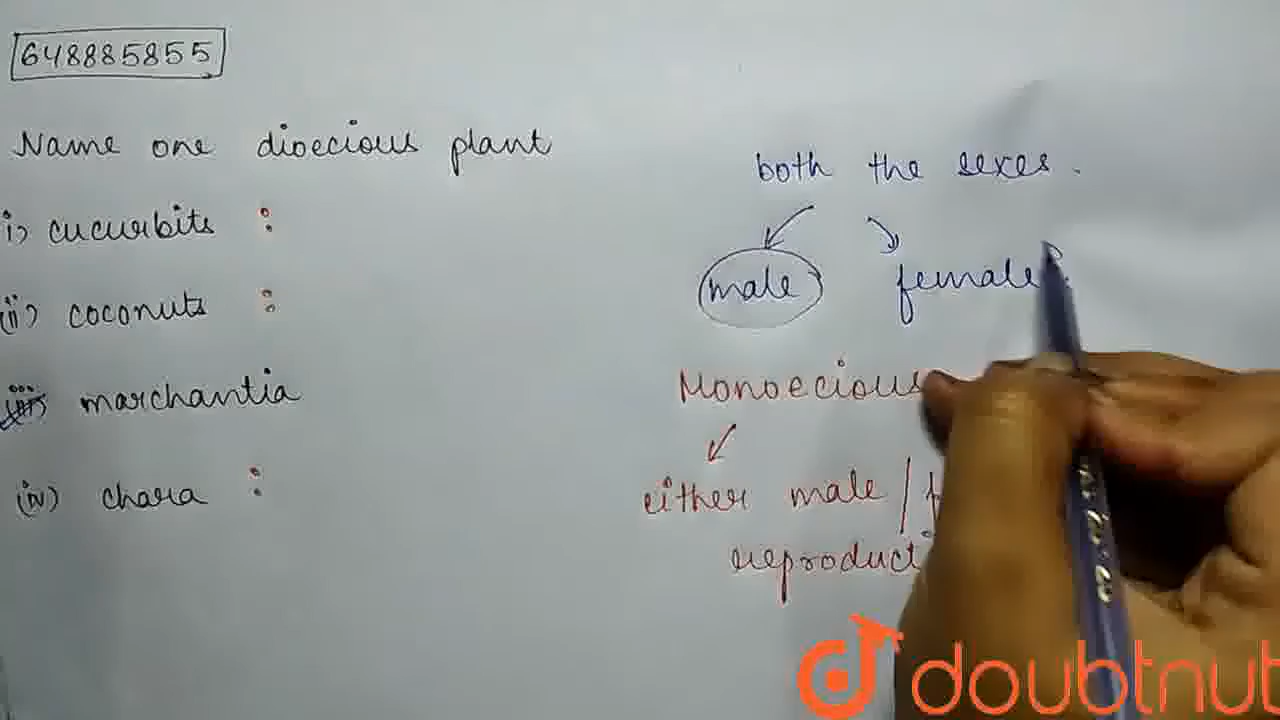 648885855
Name one dioecious plant
i) cucurbits :
(ii) coconuts :
(iii) marchantia
(iv) chara :
both the sexes.
male female
Monoecious
either male /
reproducti
doubtnut